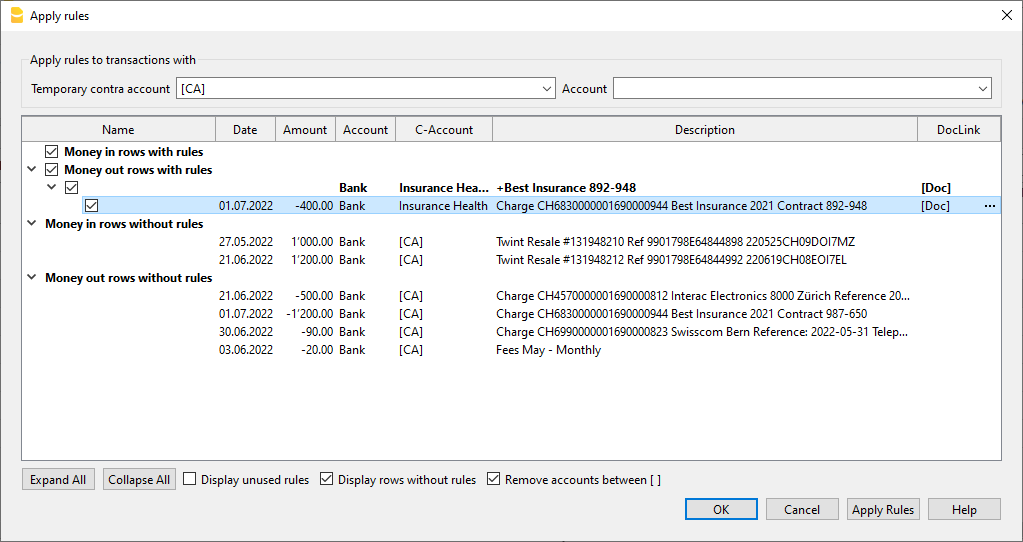 Apply rules
Apply rules to transactions with
Temporary contra account [CA] Account
Name Date Amount Account C-Account Description DocLink
Money in rows with rules
Money out rows with rules
Bank Insurance Hea... +Best Insurance 892-948 [Doc]
01.07.2022 -400.00 Bank Insurance Health Charge CH6830000001690000944 Best Insurance 2021 Contract 892-948 [Doc] ...
Money in rows without rules
27.05.2022 1'000.00 Bank [CA] Twint Resale #131948210 Ref 9901798E64844898 220525CH09DOI7MZ
21.06.2022 1'200.00 Bank [CA] Twint Resale #131948212 Ref 9901798E64844992 220619CH08EOI7EL
Money out rows without rules
21.06.2022 -500.00 Bank [CA] Charge CH4570000001690000812 Interac Electronics 8000 Zürich Reference 20...
01.07.2022 -1'200.00 Bank [CA] Charge CH6830000001690000944 Best Insurance 2021 Contract 987-650
30.06.2022 -90.00 Bank [CA] Charge CH6990000001690000823 Swisscom Bern Reference: 2022-05-31 Telep...
03.06.2022 -20.00 Bank [CA] Fees May - Monthly
Expand All Collapse All Display unused rules Display rows without rules Remove accounts between [ ]
OK Cancel Apply Rules Help